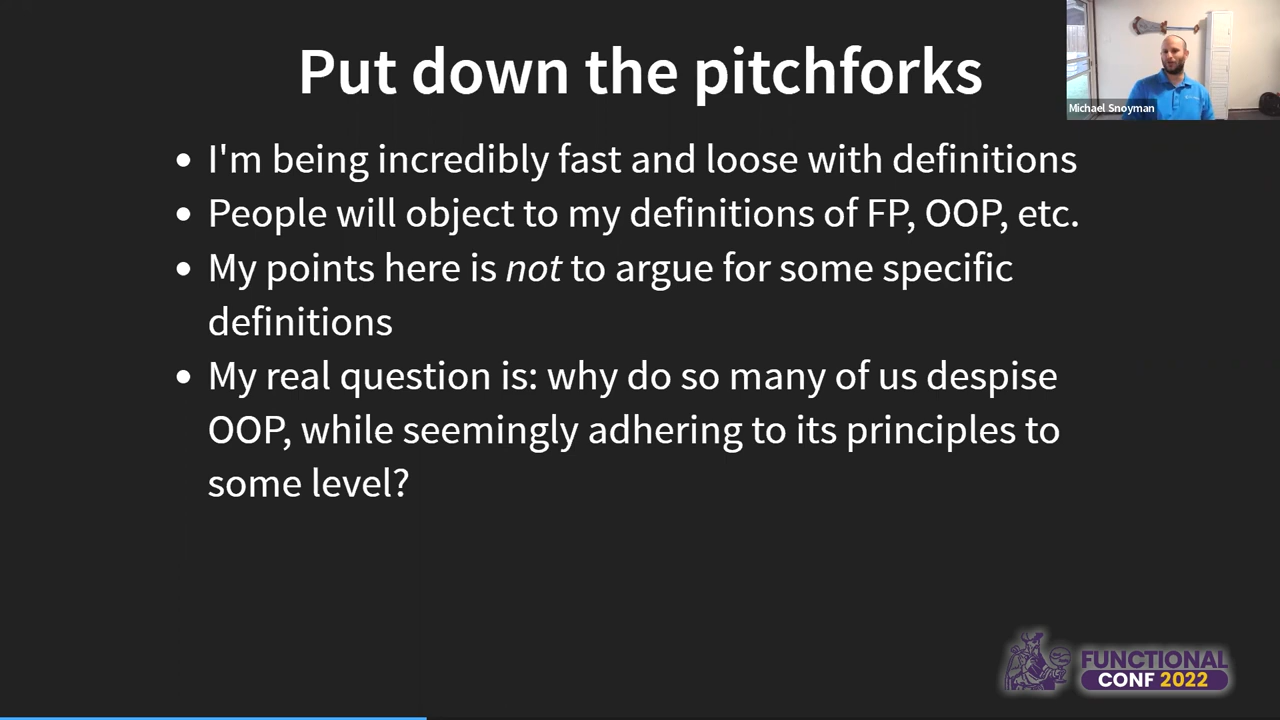 Put down the pitchforks
Michael Snoyman
I'm being incredibly fast and loose with definitions
People will object to my definitions of FP, OOP, etc.
My points here is not to argue for some specific
definitions
My real question is: why do so many of us despise
OOP, while seemingly adhering to its principles to
some level?
FUNCTIONAL
CONF 2022